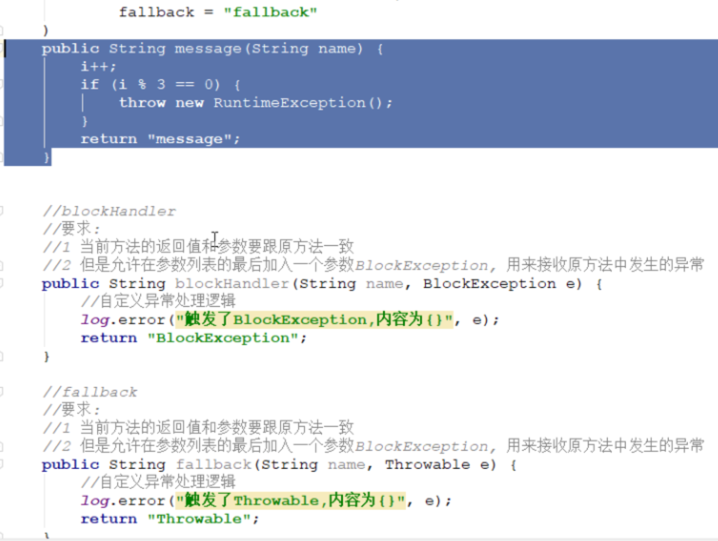 fallback = "fallback"
)
public String message(String name) {
i++;
if (i % 3 == 0) {
throw new RuntimeException();
}
return "message";
}
//blockHandler
//要求:
//1 当前方法的返回值和参数要跟原方法一致
//2 但是允许在参数列表的最后加入一个参数BlockException, 用来接收原方法中发生的异常
public String blockHandler(String name, BlockException e) {
//自定义异常处理逻辑
log.error("触发了BlockException,内容为{}", e);
return "BlockException";
}
//fallback
//要求:
//1 当前方法的返回值和参数要跟原方法一致
//2 但是允许在参数列表的最后加入一个参数BlockException, 用来接收原方法中发生的异常
public String fallback(String name, Throwable e) {
//自定义异常处理逻辑
log.error("触发了Throwable,内容为{}", e);
return "Throwable";
}